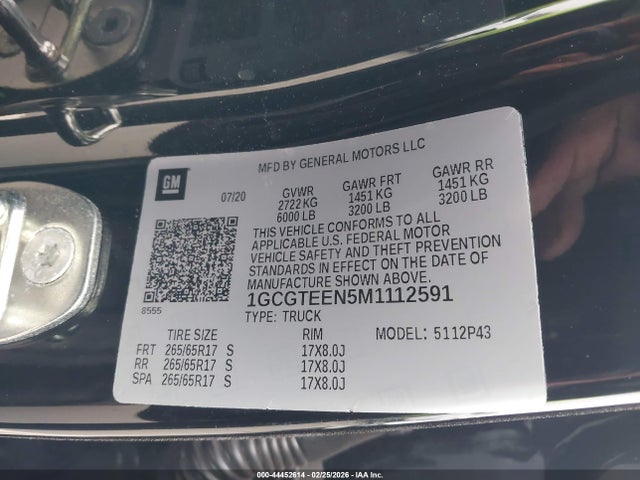 MFD BY GENERAL MOTORS LLC
GM
07/20
GVWR GAWR FRT GAWR RR
2722 KG 1451 KG 1451 KG
6000 LB 3200 LB 3200 LB
THIS VEHICLE CONFORMS TO ALL
APPLICABLE U.S. FEDERAL MOTOR
VEHICLE SAFETY AND THEFT PREVENTION
STANDARDS IN EFFECT ON THE DATE OF
MANUFACTURE SHOWN ABOVE.
8555
1GCGTEEN5M1112591
TYPE: TRUCK
TIRE SIZE RIM MODEL: 5112P43
FRT 265/65R17 S 17X8.0J
RR 265/65R17 S 17X8.0J
SPA 265/65R17 S 17X8.0J
000-44452614 - 02/25/2026 - IAA Inc.